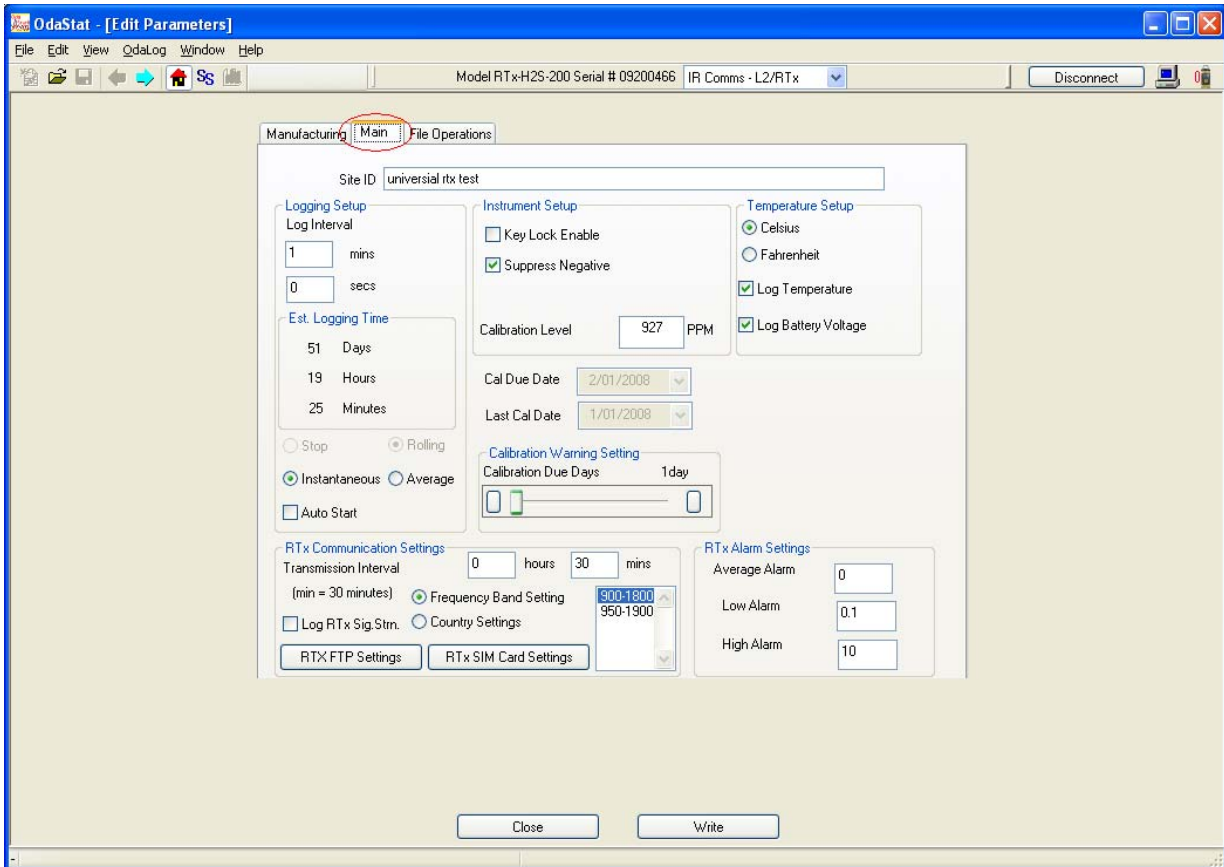 OdaStat - [Edit Parameters]
File Edit View OdaLog Window Help
SS Model RTx-H2S-200 Serial # 09200466 IR Comms - L2/RTx Disconnect 0
Manufacturing Main File Operations
Site ID universial rtx test
Logging Setup
Log Interval
1 mins
0 secs
Est. Logging Time
51 Days
19 Hours
25 Minutes
Stop Rolling
Instantaneous Average
Auto Start
Instrument Setup
Key Lock Enable
Suppress Negative
Calibration Level 927 PPM
Temperature Setup
Celsius
Fahrenheit
Log Temperature
Log Battery Voltage
Cal Due Date 2/01/2008
Last Cal Date 1/01/2008
Calibration Warning Setting
Calibration Due Days 1day
RTx Communication Settings
Transmission Interval 0 hours 30 mins
(min = 30 minutes) Frequency Band Setting 900-1800
950-1900
Log RTx Sig.Strn. Country Settings
RTX FTP Settings RTx SIM Card Settings
RTx Alarm Settings
Average Alarm 0
Low Alarm 0.1
High Alarm 10
Close Write
-